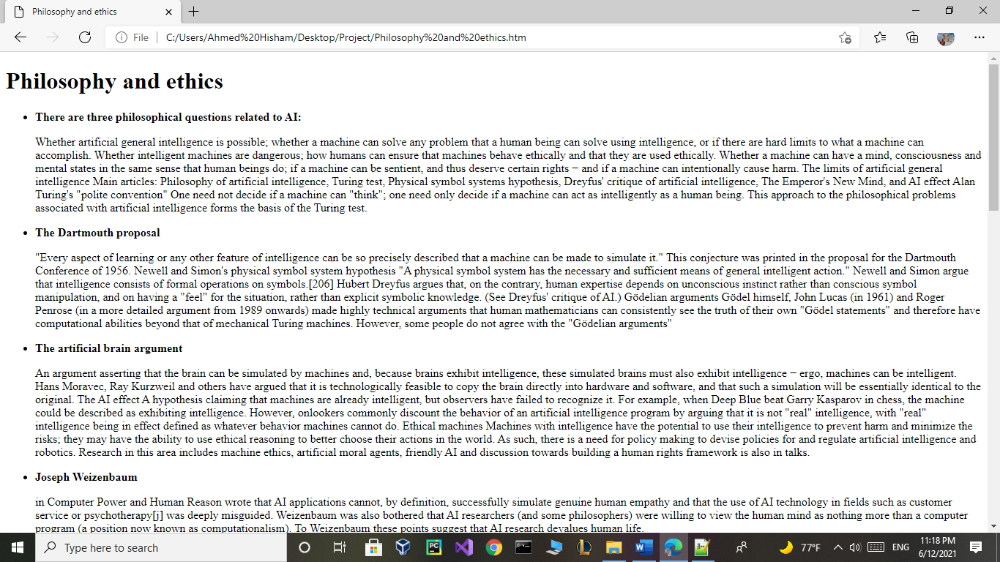 Philosophy and ethics
File
C:/Users/Ahmed%20Hisham/Desktop/Project/Philosophy%20and%20ethics.htm
Philosophy and ethics
• There are three philosophical questions related to AI:
Whether artificial general intelligence is possible; whether a machine can solve any problem that a human being can solve using intelligence, or if there are hard limits to what a machine can
accomplish. Whether intelligent machines are dangerous; how humans can ensure that machines behave ethically and that they are used ethically. Whether a machine can have a mind, consciousness and
mental states in the same sense that human beings do; if a machine can be sentient, and thus deserve certain rights − and if a machine can intentionally cause harm. The limits of artificial general
intelligence Main articles: Philosophy of artificial intelligence, Turing test, Physical symbol systems hypothesis, Dreyfus' critique of artificial intelligence, The Emperor's New Mind, and AI effect Alan
Turing's "polite convention" One need not decide if a machine can "think"; one need only decide if a machine can act as intelligently as a human being. This approach to the philosophical problems
associated with artificial intelligence forms the basis of the Turing test.
• The Dartmouth proposal
"Every aspect of learning or any other feature of intelligence can be so precisely described that a machine can be made to simulate it." This conjecture was printed in the proposal for the Dartmouth
Conference of 1956. Newell and Simon's physical symbol system hypothesis "A physical symbol system has the necessary and sufficient means of general intelligent action." Newell and Simon argue
that intelligence consists of formal operations on symbols.[206] Hubert Dreyfus argues that, on the contrary, human expertise depends on unconscious instinct rather than conscious symbol
manipulation, and on having a "feel" for the situation, rather than explicit symbolic knowledge. (See Dreyfus' critique of AI.) Gödelian arguments Gödel himself, John Lucas (in 1961) and Roger
Penrose (in a more detailed argument from 1989 onwards) made highly technical arguments that human mathematicians can consistently see the truth of their own "Gödel statements" and therefore have
computational abilities beyond that of mechanical Turing machines. However, some people do not agree with the "Gödelian arguments"
• The artificial brain argument
An argument asserting that the brain can be simulated by machines and, because brains exhibit intelligence, these simulated brains must also exhibit intelligence − ergo, machines can be intelligent.
Hans Moravec, Ray Kurzweil and others have argued that it is technologically feasible to copy the brain directly into hardware and software, and that such a simulation will be essentially identical to the
original. The AI effect A hypothesis claiming that machines are already intelligent, but observers have failed to recognize it. For example, when Deep Blue beat Garry Kasparov in chess, the machine
could be described as exhibiting intelligence. However, onlookers commonly discount the behavior of an artificial intelligence program by arguing that it is not "real" intelligence, with "real"
intelligence being in effect defined as whatever behavior machines cannot do. Ethical machines Machines with intelligence have the potential to use their intelligence to prevent harm and minimize the
risks; they may have the ability to use ethical reasoning to better choose their actions in the world. As such, there is a need for policy making to devise policies for and regulate artificial intelligence and
robotics. Research in this area includes machine ethics, artificial moral agents, friendly AI and discussion towards building a human rights framework is also in talks.
• Joseph Weizenbaum
in Computer Power and Human Reason wrote that AI applications cannot, by definition, successfully simulate genuine human empathy and that the use of AI technology in fields such as customer
service or psychotherapy[j] was deeply misguided. Weizenbaum was also bothered that AI researchers (and some philosophers) were willing to view the human mind as nothing more than a computer
program (a position now known as computationalism). To Weizenbaum these points suggest that AI research devalues human life.
Type here to search
PC
W
77°F
ENG
11:18 PM
6/12/2021